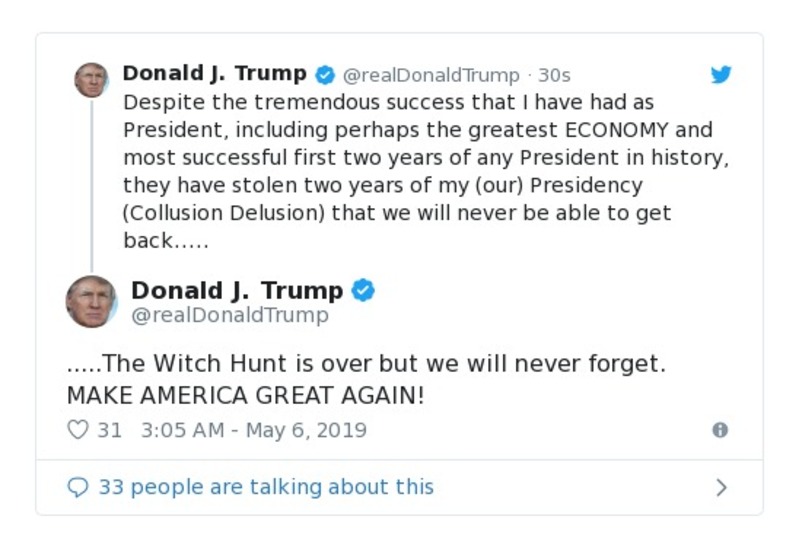 Donald J. Trump @realDonaldTrump · 30s
Despite the tremendous success that I have had as
President, including perhaps the greatest ECONOMY and
most successful first two years of any President in history,
they have stolen two years of my (our) Presidency
(Collusion Delusion) that we will never be able to get
back…..
Donald J. Trump
@realDonaldTrump
.....The Witch Hunt is over but we will never forget.
MAKE AMERICA GREAT AGAIN!
31 3:05 AM - May 6, 2019
33 people are talking about this